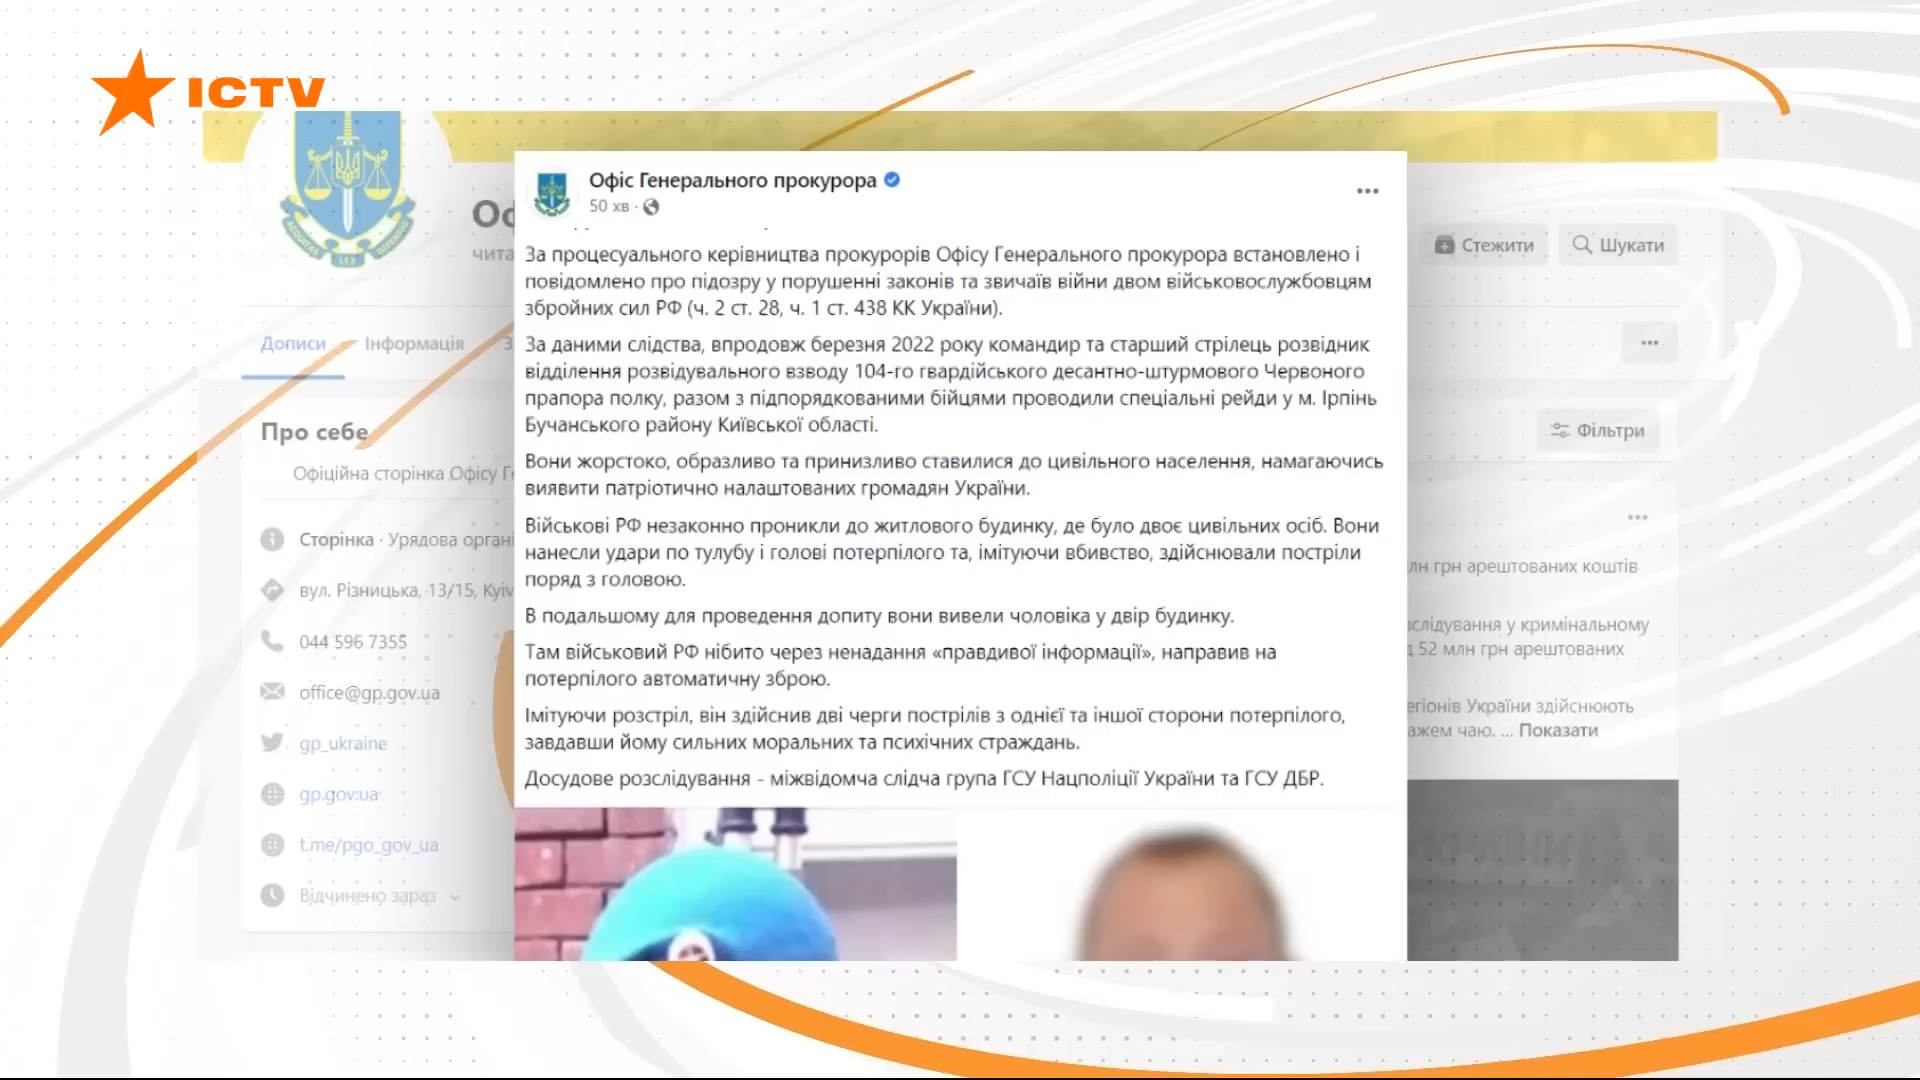 ICTV
Офіс Генерального прокурора
50 хв ·
За процесуального керівництва прокурорів Офісу Генерального прокурора встановлено і
повідомлено про підозру у порушенні законів та звичаїв війни двом військовослужбовцям
збройних сил РФ (ч. 2 ст. 28, ч. 1 ст. 438 КК України).
За даними слідства, впродовж березня 2022 року командир та старший стрілець розвідник
відділення розвідувального взводу 104-го гвардійського десантно-штурмового Червоного
прапора полку, разом з підпорядкованими бійцями проводили спеціальні рейди у м. Ірпінь
Бучанського району Київської області.
Вони жорстоко, образливо та принизливо ставилися до цивільного населення, намагаючись
виявити патріотично налаштованих громадян України.
Військові РФ незаконно проникли до житлового будинку, де було двоє цивільних осіб. Вони
нанесли удари по тулубу і голові потерпілого та, імітуючи вбивство, здійснювали постріли
поряд з головою.
В подальшому для проведення допиту вони вивели чоловіка у двір будинку.
Там військовий РФ нібито через ненадання «правдивої інформації», направив на
потерпілого автоматичну зброю.
Імітуючи розстріл, він здійснив дві черги пострілів з однієї та іншої сторони потерпілого,
завдавши йому сильних моральних та психічних страждань.
Досудове розслідування - міжвідомча слідча група ГСУ Нацполіції України та ГСУ ДБР.
Оф
чита
Дописи Інформація З
Про себе
Офіційна сторінка Офісу Ге
Сторінка · Урядова органі
вул. Різницька, 13/15, Kyiv
044 596 7355
office@gp.gov.ua
gp_ukraine
gp.gov.ua
t.me/pgo_gov_ua
Відчинено зараз
Стежити Шукати
Фільтри
лн грн арештованих коштів
слідування у кримінальному
52 млн грн арештованих
егіонів України здійснюють
ажем чаю. ... Показати